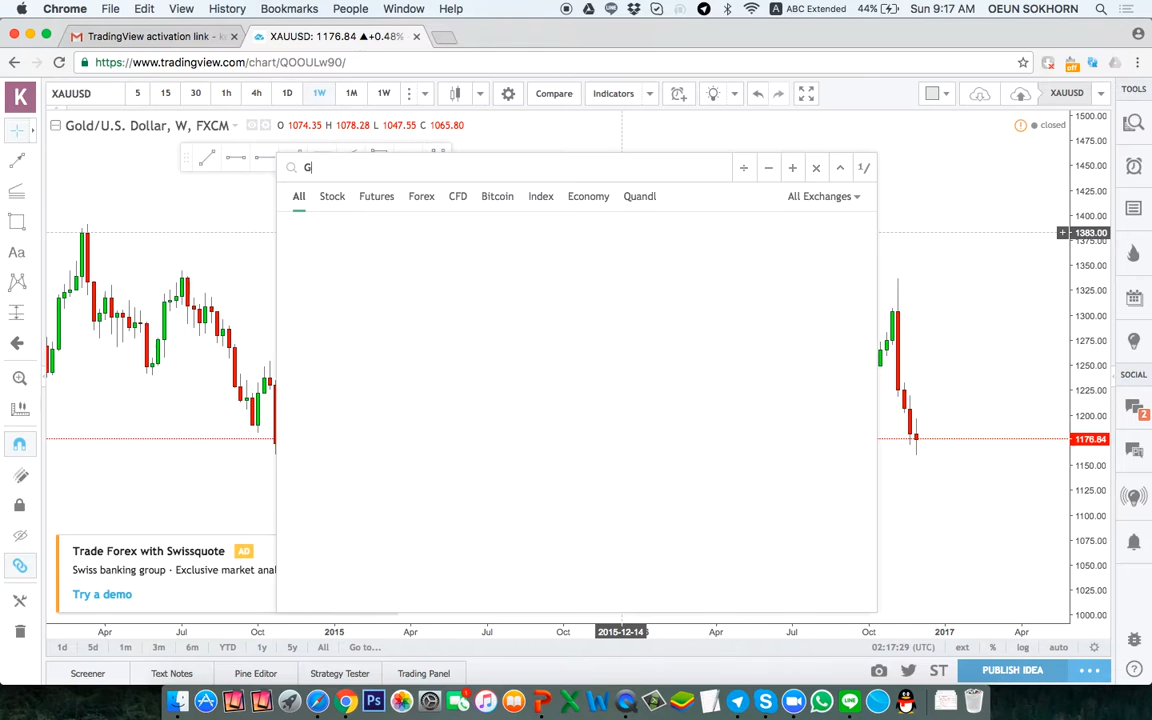 Chrome File Edit View History Bookmarks People Window Help ABC Extended 44% Sun 9:17 AM OEUN SOKHORN
TradingView activation link - k XAUUSD: 1176.84 ▲+0.48%
https://www.tradingview.com/chart/QOOULw90/
K XAUUSD 5 15 30 1h 4h 1D 1W 1M 1W Compare Indicators XAUUSD TOOLS
Gold/U.S. Dollar, W, FXCM O 1074.35 H 1078.28 L 1047.55 C 1065.80 closed
G ÷ − + × 1/
All Stock Futures Forex CFD Bitcoin Index Economy Quandl All Exchanges
1500.00
1475.00
1450.00
1425.00
1400.00
1383.00
1375.00
1350.00
1325.00
1300.00
1275.00
1250.00
1225.00
1200.00
1176.84
1150.00
1125.00
1100.00
1075.00
1050.00
1025.00
1000.00
Aa
SOCIAL
2
Trade Forex with Swissquote AD
Swiss banking group · Exclusive market anal
Try a demo
Apr Jul Oct 2015 Apr Jul Oct 2015-12-14 Apr Jul Oct 2017 Apr
1d 5d 1m 3m 6m YTD 1y 5y All Go to... 02:17:29 (UTC) ext % log auto
Screener Text Notes Pine Editor Strategy Tester Trading Panel ST PUBLISH IDEA